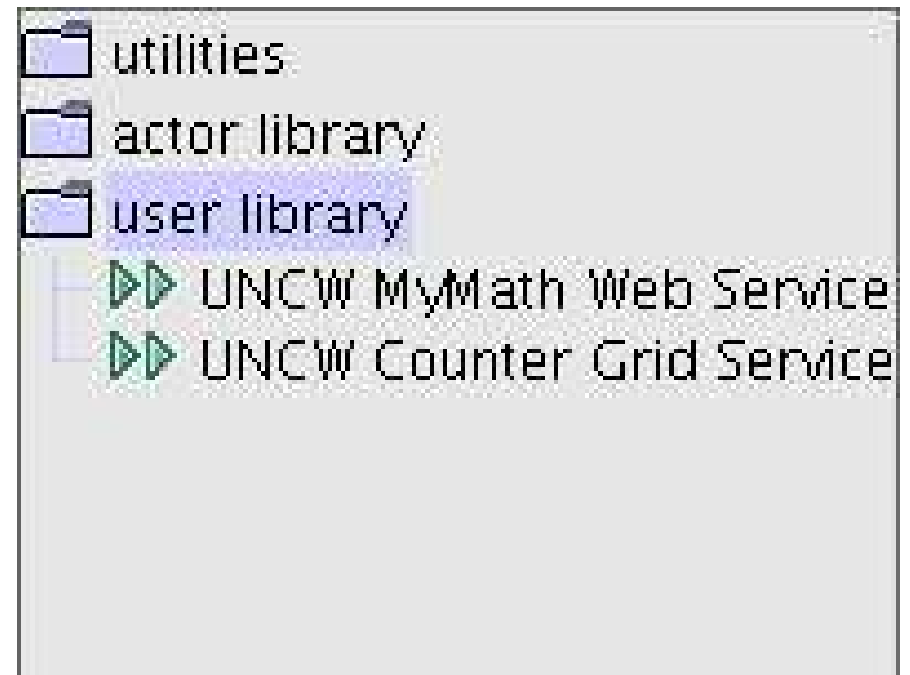 utilities
actor library
user library
UNCW MyMath Web Service
UNCW Counter Grid Service